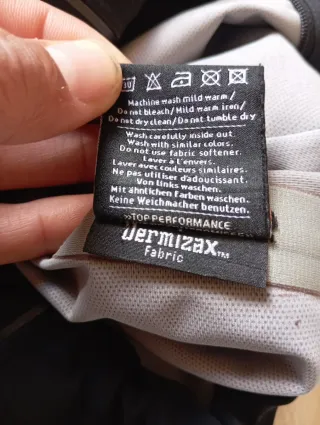 Machine wash mild warm/
Do not bleach/Mild warm iron/
Do not dry clean/Do not tumble dry
Wash carefully inside out.
Wash with similar colors.
Do not use fabric softener.
Laver à l'envers.
Laver avec couleurs similaires.
Ne pas utiliser d'adoucissant.
Von links waschen.
Mit ähnlichen Farben waschen.
Keine Weichmacher benutzen.
»TOP PERFORMANCE
Dermizax™
Fabric